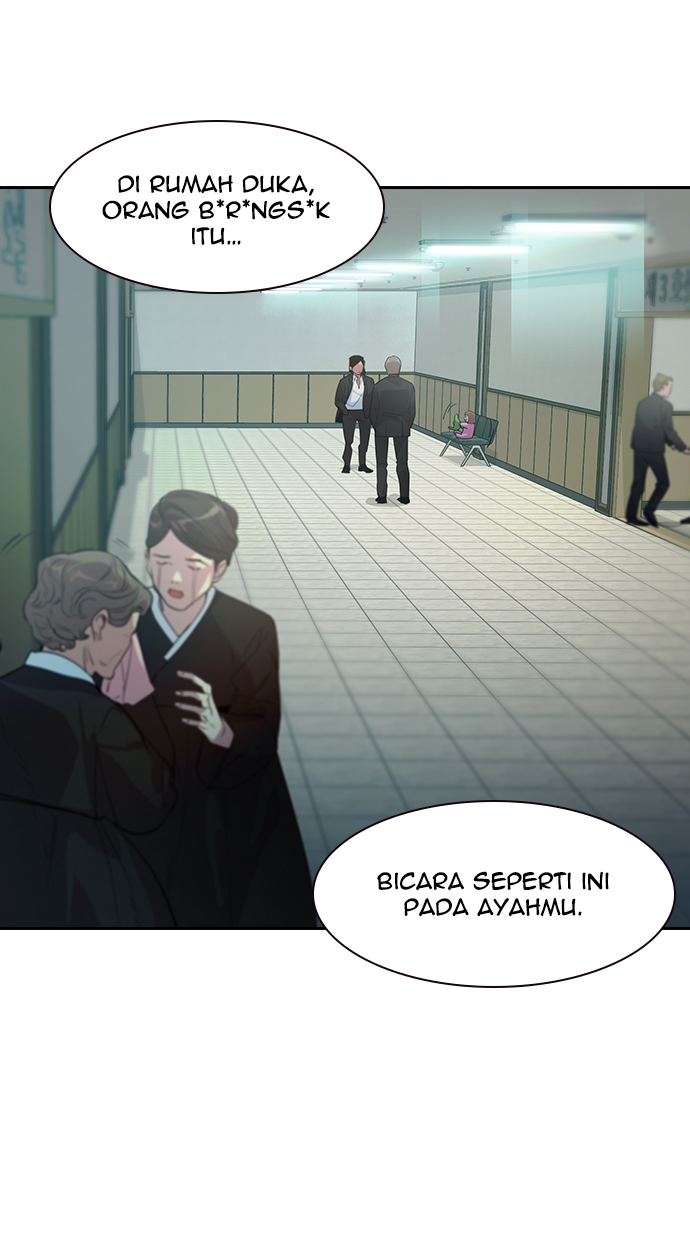 DI RUMAH DUKA,
ORANG B*R*NGS*K
ITU...
BICARA SEPERTI INI
PADA AYAHMU.